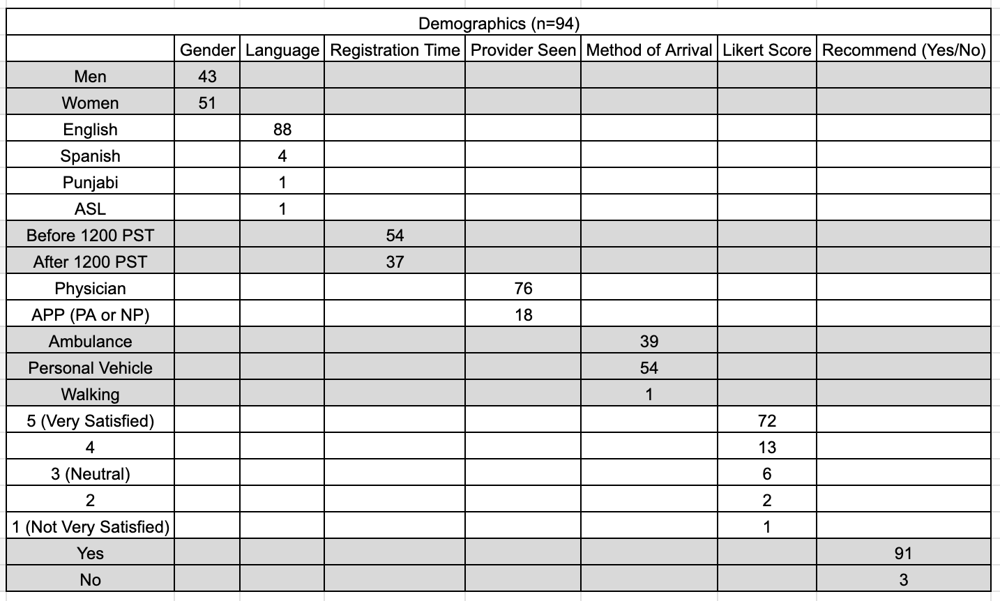 Demographics (n=94)
Gender Language Registration Time Provider Seen Method of Arrival Likert Score Recommend (Yes/No)
Men 43
Women 51
English 88
Spanish 4
Punjabi 1
ASL 1
Before 1200 PST 54
After 1200 PST 37
Physician 76
APP (PA or NP) 18
Ambulance 39
Personal Vehicle 54
Walking 1
5 (Very Satisfied) 72
4 13
3 (Neutral) 6
2 2
1 (Not Very Satisfied) 1
Yes 91
No 3